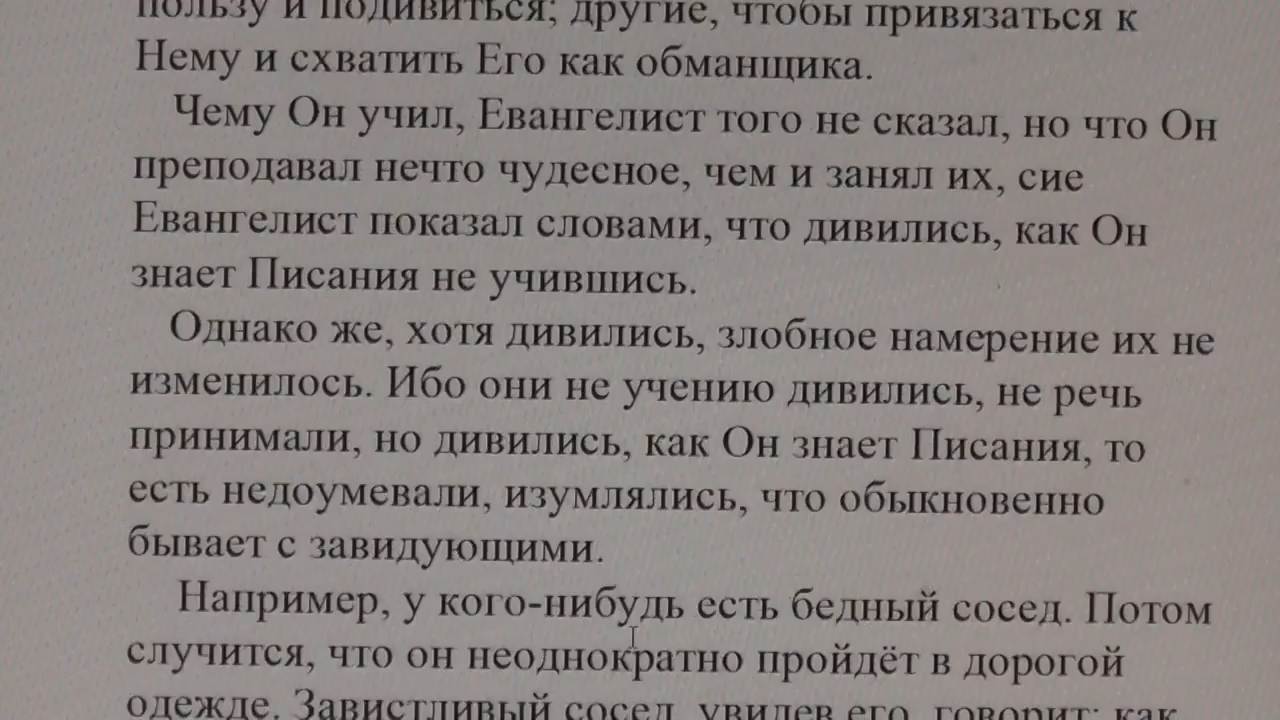 пользу и подивиться; другие, чтобы привязаться к
Нему и схватить Его как обманщика.
Чему Он учил, Евангелист того не сказал, но что Он
преподавал нечто чудесное, чем и занял их, сие
Евангелист показал словами, что дивились, как Он
знает Писания не учившись.
Однако же, хотя дивились, злобное намерение их не
изменилось. Ибо они не учению дивились, не речь
принимали, но дивились, как Он знает Писания, то
есть недоумевали, изумлялись, что обыкновенно
бывает с завидующими.
Например, у кого-нибудь есть бедный сосед. Потом
случится, что он неоднократно пройдёт в дорогой
одежде. Завистливый сосед, увидев его, говорит: как